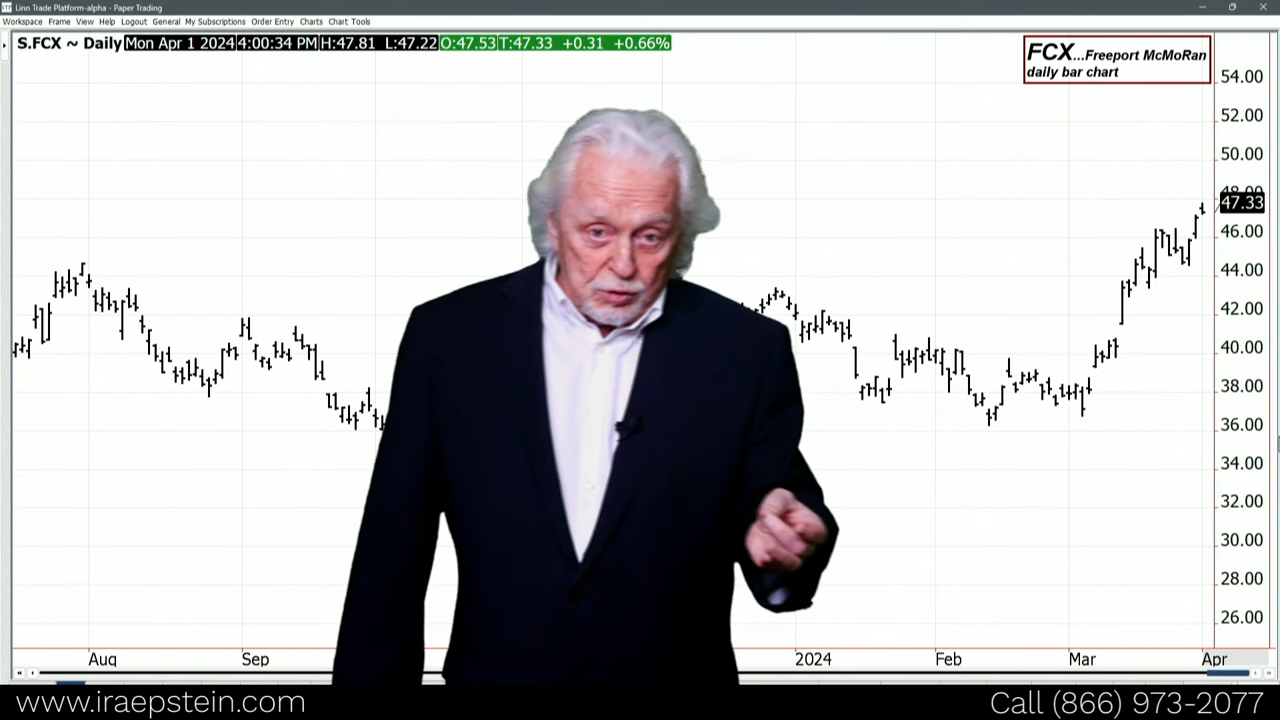 Linn Trade Platform-alpha - Paper Trading
Workspace Frame View Help Logout General My Subscriptions Order Entry Charts Chart Tools
S.FCX ~ Daily Mon Apr 1 2024 4:00:34 PM H:47.81 L:47.22 O:47.53 T:47.33 +0.31 +0.66%
FCX...Freeport McMoRan
daily bar chart
54.00
52.00
50.00
48.00
47.33
46.00
44.00
42.00
40.00
38.00
36.00
34.00
32.00
30.00
28.00
26.00
Aug Sep 2024 Feb Mar Apr
www.iraepstein.com Call (866) 973-2077